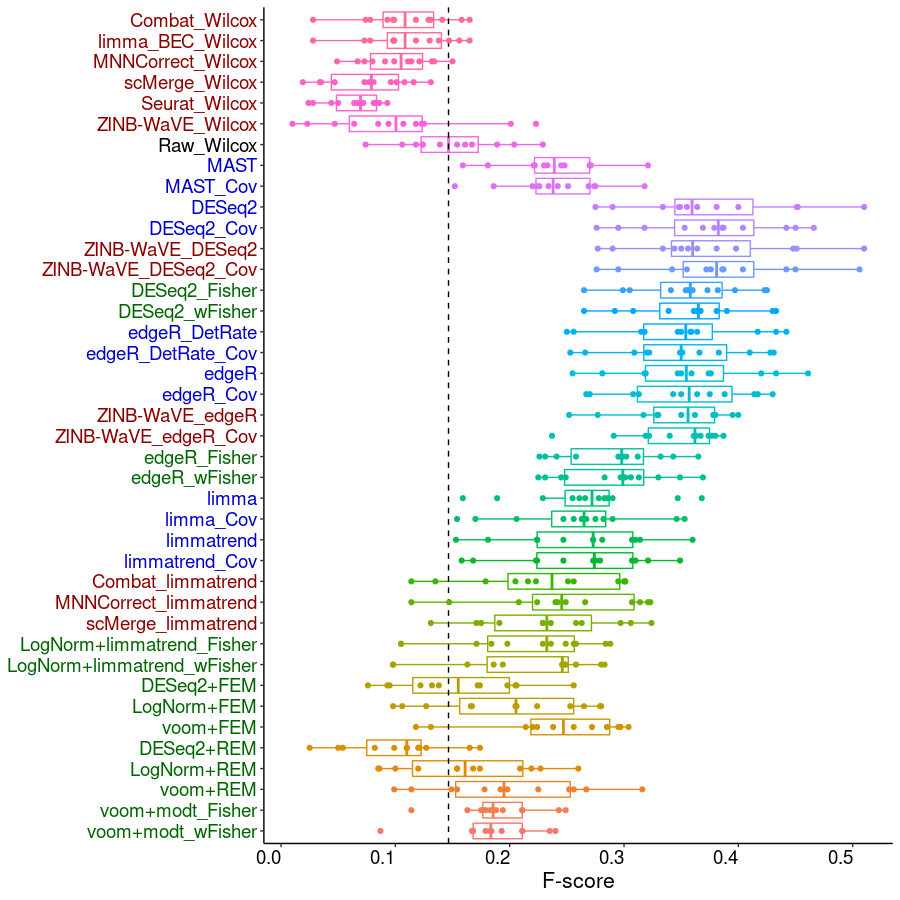 Combat_Wilcox
limma_BEC_Wilcox
MNNCorrect_Wilcox
scMerge_Wilcox
Seurat_Wilcox
ZINB-WaVE_Wilcox
Raw_Wilcox
MAST
MAST_Cov
DESeq2
DESeq2_Cov
ZINB-WaVE_DESeq2
ZINB-WaVE_DESeq2_Cov
DESeq2_Fisher
DESeq2_wFisher
edgeR_DetRate
edgeR_DetRate_Cov
edgeR
edgeR_Cov
ZINB-WaVE_edgeR
ZINB-WaVE_edgeR_Cov
edgeR_Fisher
edgeR_wFisher
limma
limma_Cov
limmatrend
limmatrend_Cov
Combat_limmatrend
MNNCorrect_limmatrend
scMerge_limmatrend
LogNorm+limmatrend_Fisher
LogNorm+limmatrend_wFisher
DESeq2+FEM
LogNorm+FEM
voom+FEM
DESeq2+REM
LogNorm+REM
voom+REM
voom+modt_Fisher
voom+modt_wFisher
0.0 0.1 0.2 0.3 0.4 0.5
F-score